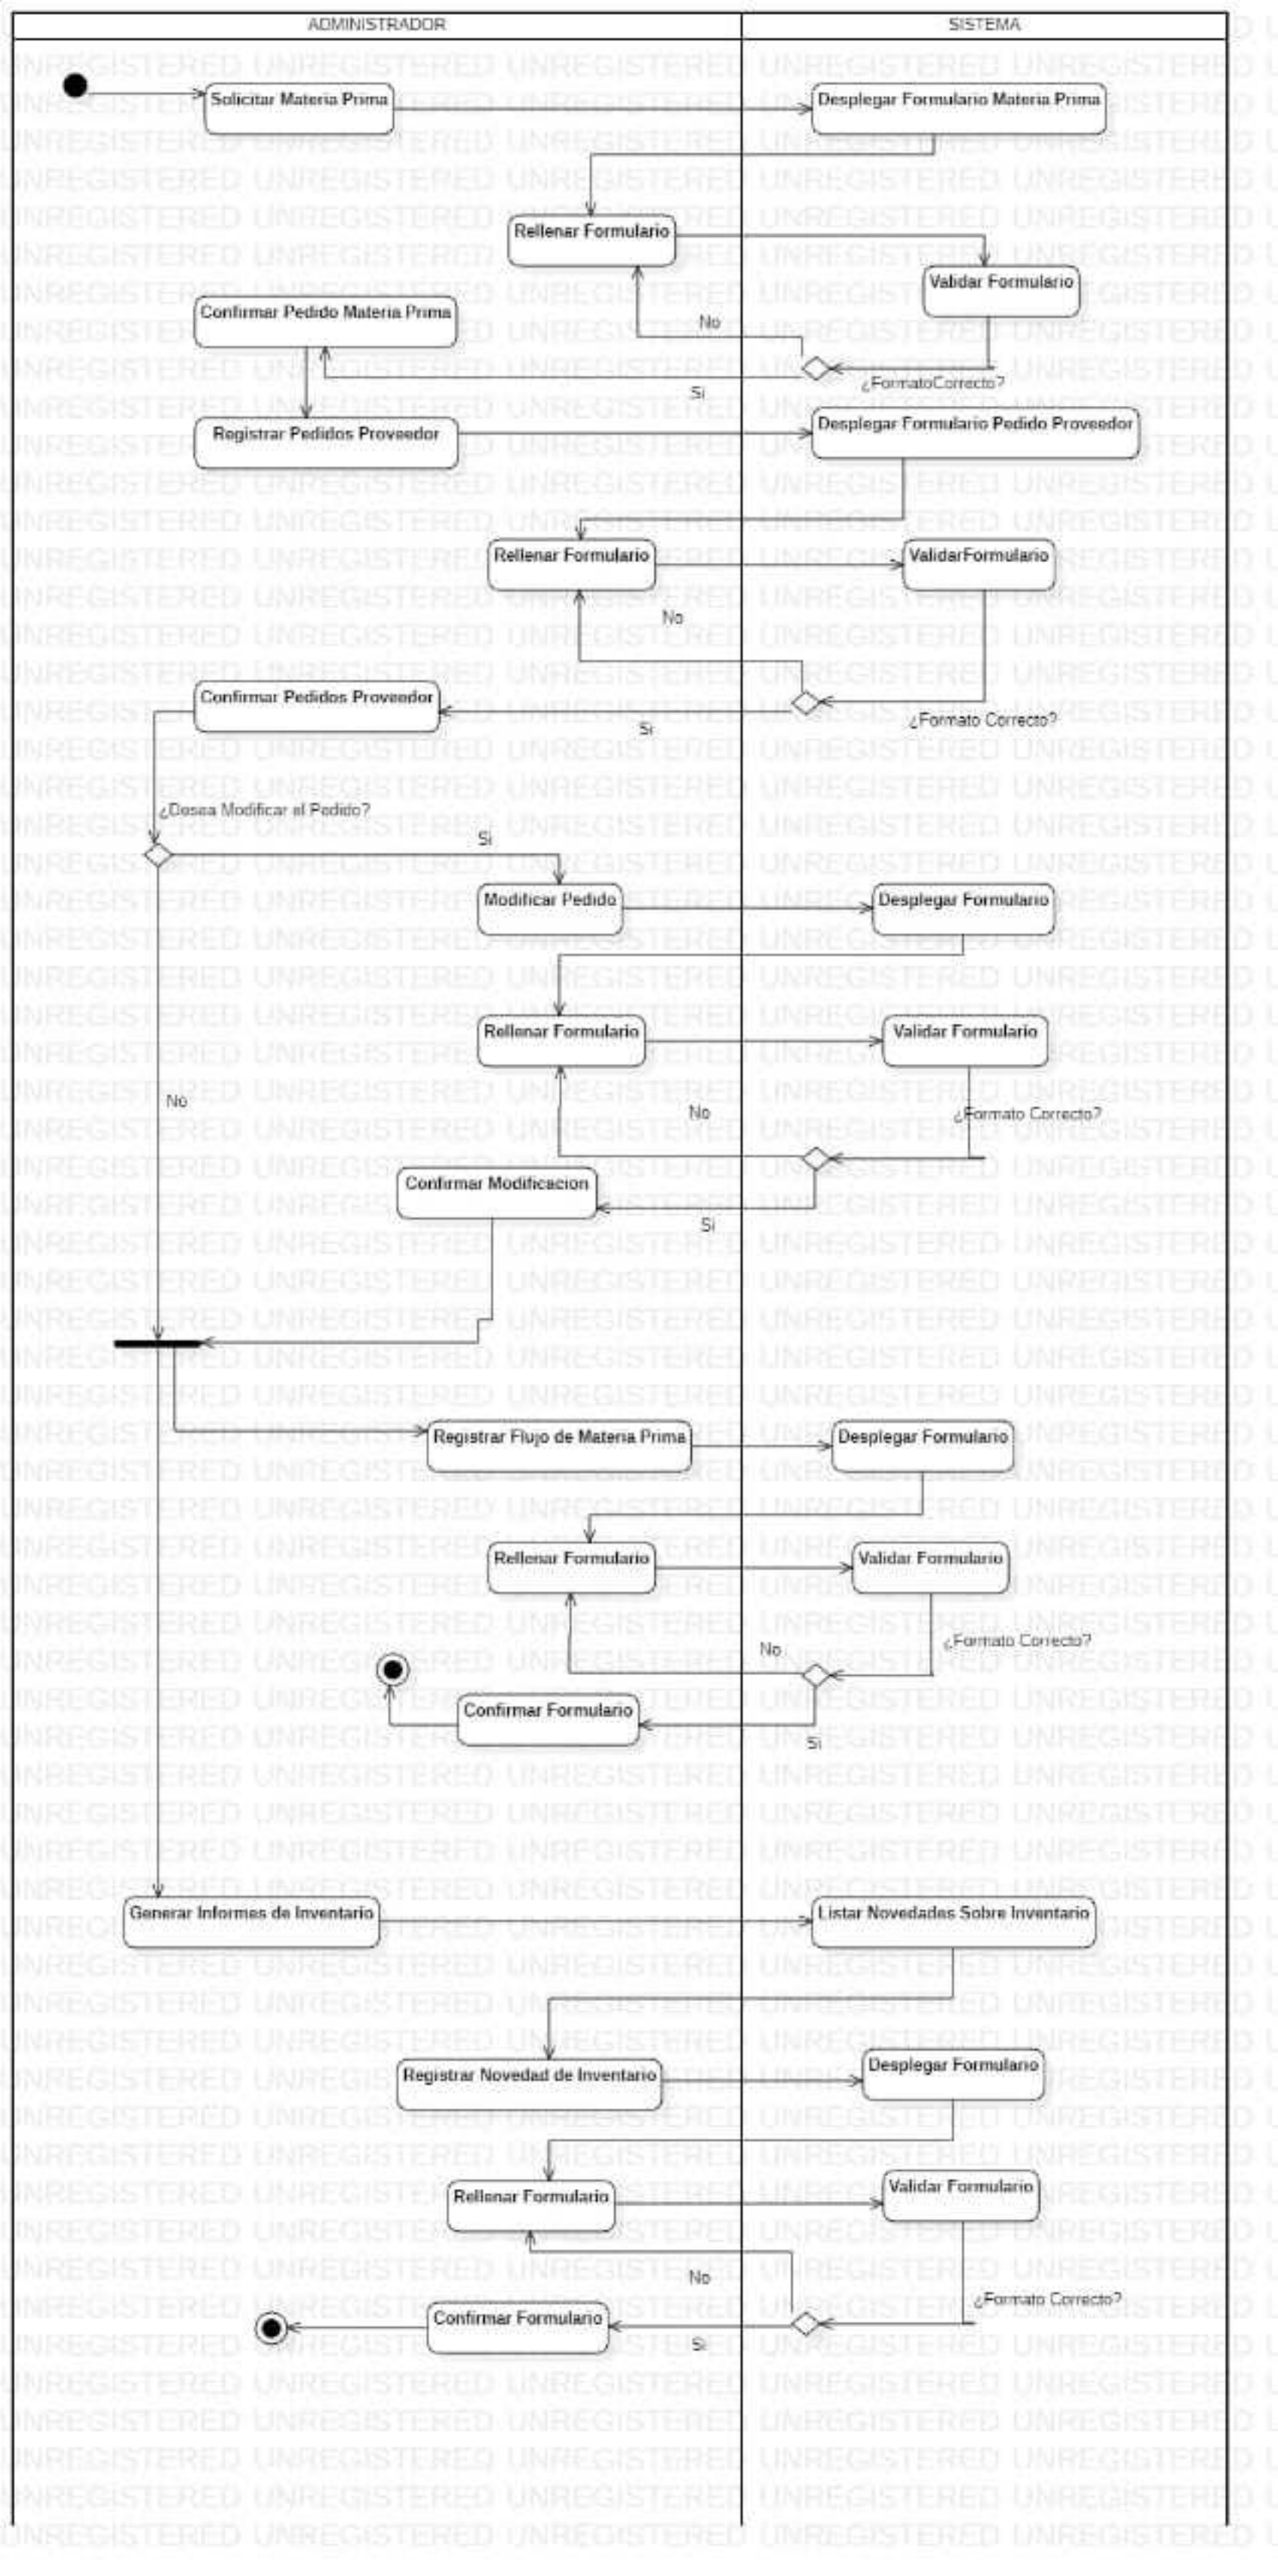 ADMINISTRADOR
SISTEMA
Solicitar Materia Prima
Desplegar Formulario Materia Prima
Rellenar Formulario
Validar Formulario
Confirmar Pedido Materia Prima
No
Si
¿FormatoCorrecto?
Registrar Pedidos Proveedor
Desplegar Formulario Pedido Proveedor
Rellenar Formulario
ValidarFormulario
No
Confirmar Pedidos Proveedor
Si
¿Formato Correcto?
¿Desea Modificar el Pedido?
Si
Modificar Pedido
Desplegar Formulario
Rellenar Formulario
Validar Formulario
No
No
¿Formato Correcto?
Confirmar Modificacion
Si
Registrar Flujo de Materia Prima
Desplegar Formulario
Rellenar Formulario
Validar Formulario
No
¿Formato Correcto?
Confirmar Formulario
Si
Generar Informes de Inventario
Listar Novedades Sobre Inventario
Registrar Novedad de Inventario
Desplegar Formulario
Rellenar Formulario
Validar Formulario
No
¿Formato Correcto?
Confirmar Formulario
Si
UNREGISTERED